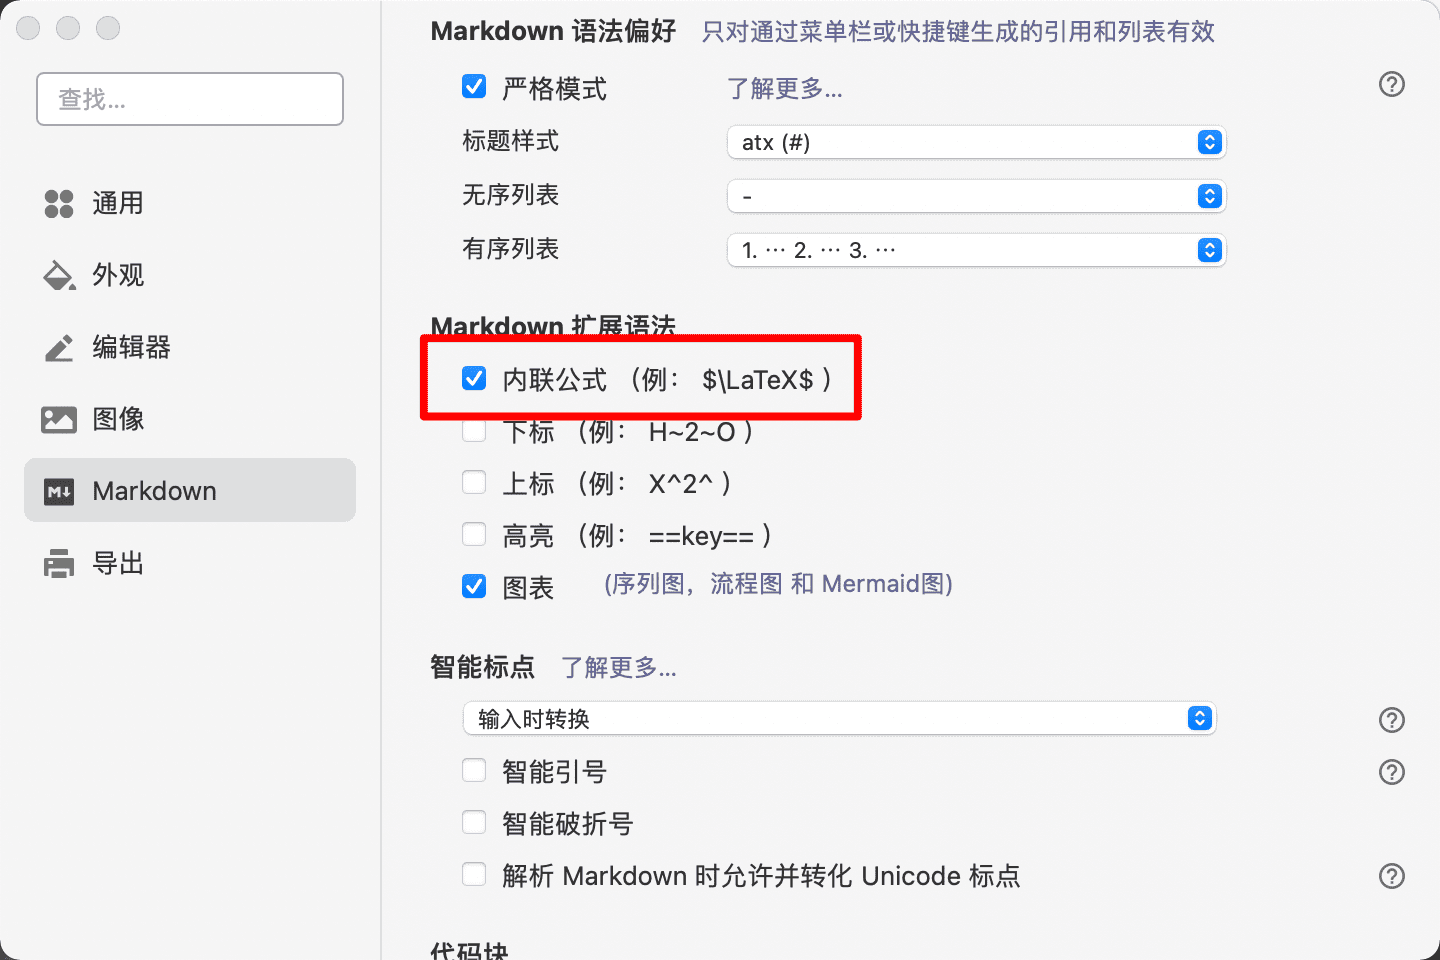 查找...
通用
外观
编辑器
图像
Markdown
导出
Markdown 语法偏好 只对通过菜单栏或快捷键生成的引用和列表有效
严格模式 了解更多...
标题样式 atx (#)
无序列表 -
有序列表 1. ··· 2. ··· 3. ···
Markdown 扩展语法
内联公式 （例： $\LaTeX$ ）
下标 （例： H~2~O ）
上标 （例： X^2^ ）
高亮 （例： ==key== ）
图表 (序列图，流程图 和 Mermaid图)
智能标点 了解更多...
输入时转换
智能引号
智能破折号
解析 Markdown 时允许并转化 Unicode 标点
代码块